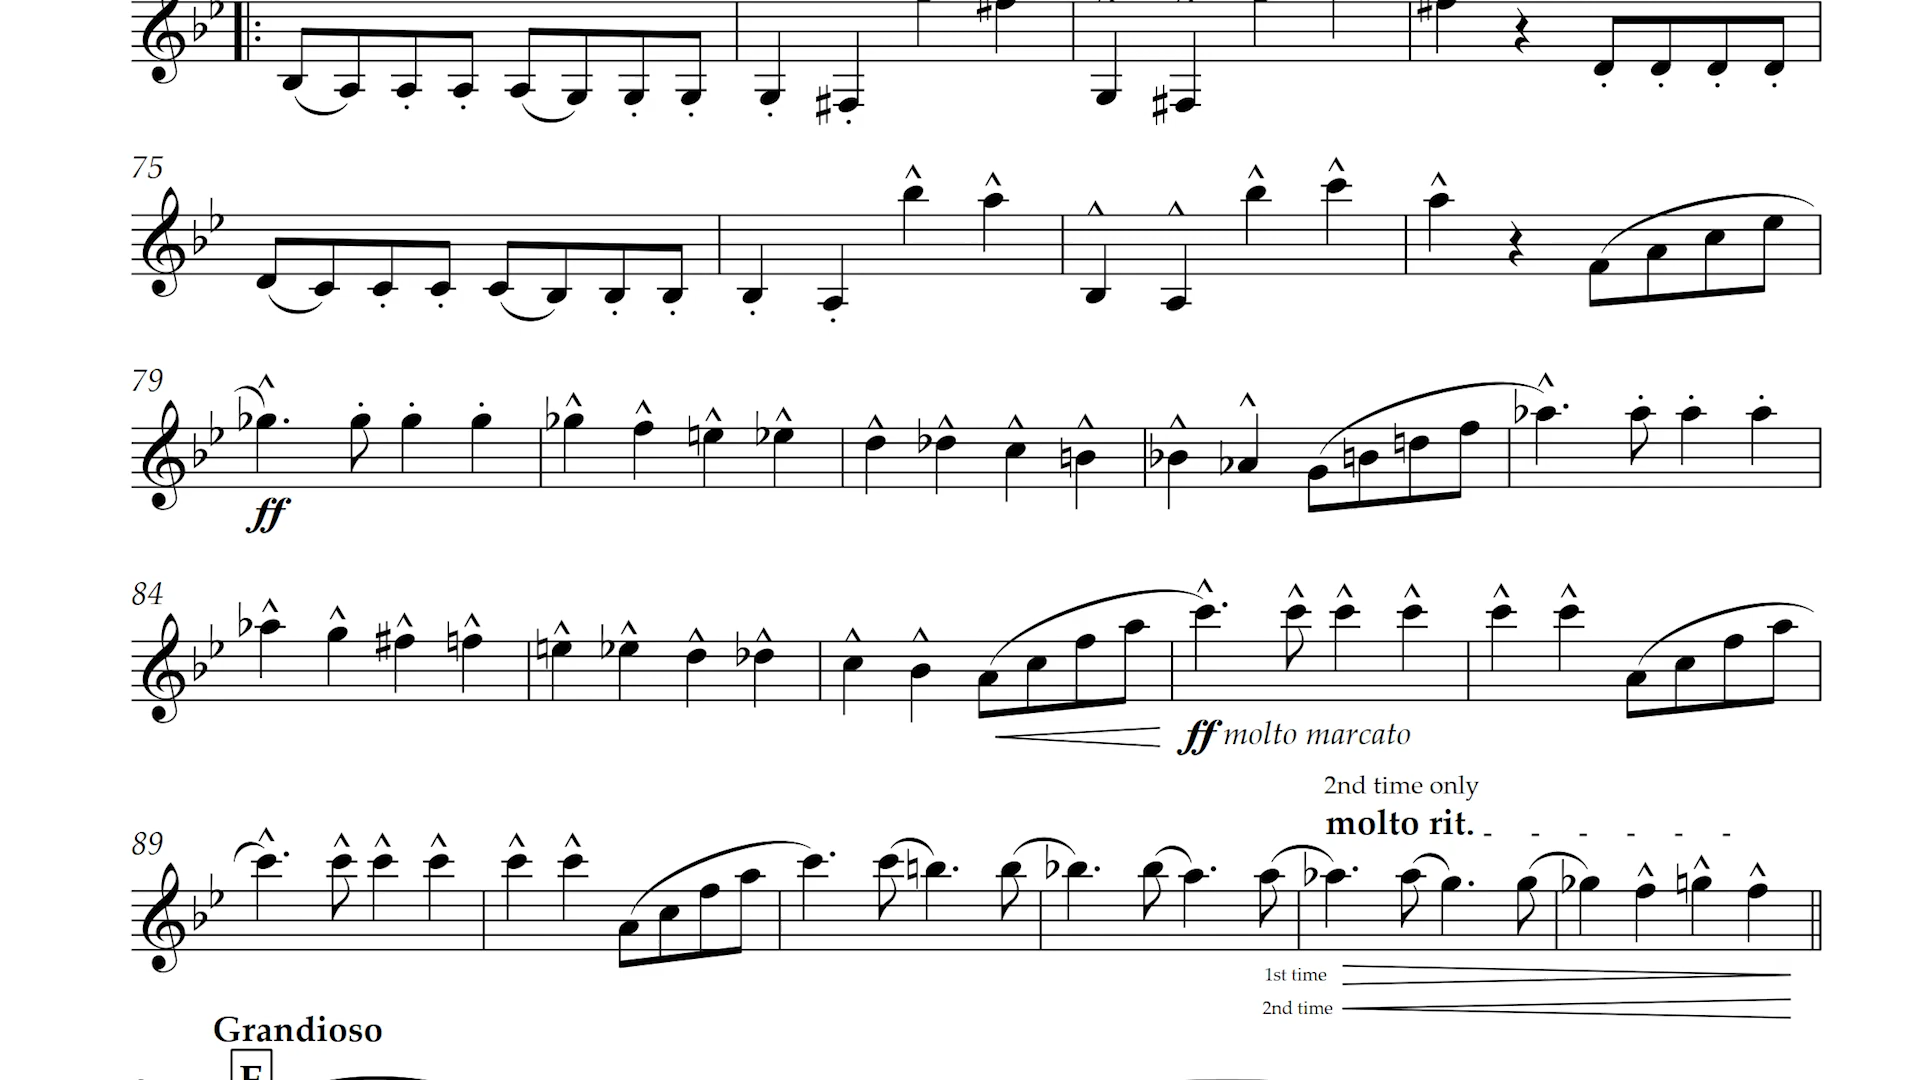 75
79
ff
84
ff molto marcato
2nd time only
molto rit. - - - - - -
89
1st time
2nd time
Grandioso